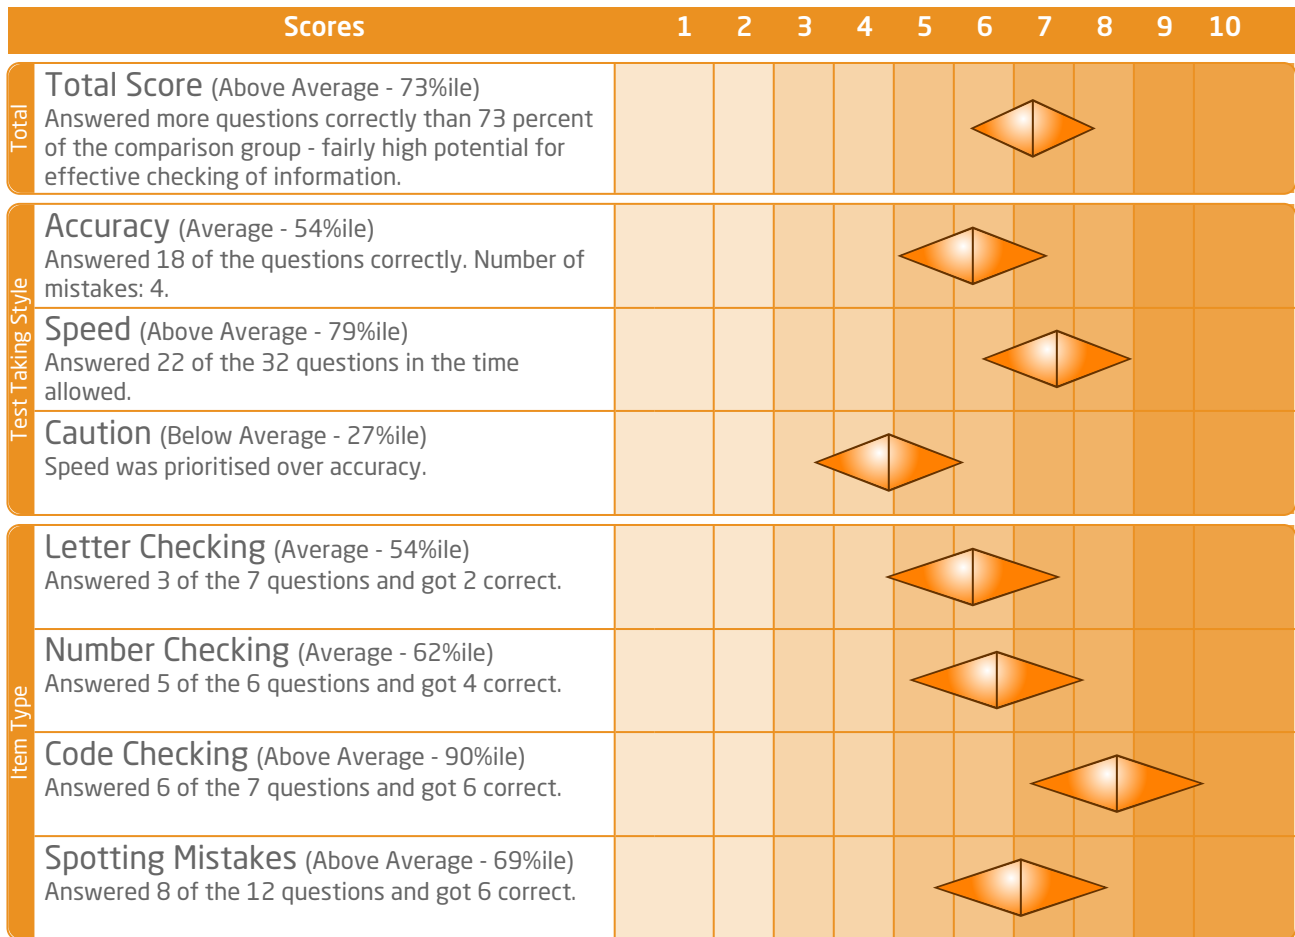 Scores 1 2 3 4 5 6 7 8 9 10
Total
Total Score (Above Average - 73%ile)
Answered more questions correctly than 73 percent
of the comparison group - fairly high potential for
effective checking of information.
Test Taking Style
Accuracy (Average - 54%ile)
Answered 18 of the questions correctly. Number of
mistakes: 4.
Speed (Above Average - 79%ile)
Answered 22 of the 32 questions in the time
allowed.
Caution (Below Average - 27%ile)
Speed was prioritised over accuracy.
Item Type
Letter Checking (Average - 54%ile)
Answered 3 of the 7 questions and got 2 correct.
Number Checking (Average - 62%ile)
Answered 5 of the 6 questions and got 4 correct.
Code Checking (Above Average - 90%ile)
Answered 6 of the 7 questions and got 6 correct.
Spotting Mistakes (Above Average - 69%ile)
Answered 8 of the 12 questions and got 6 correct.